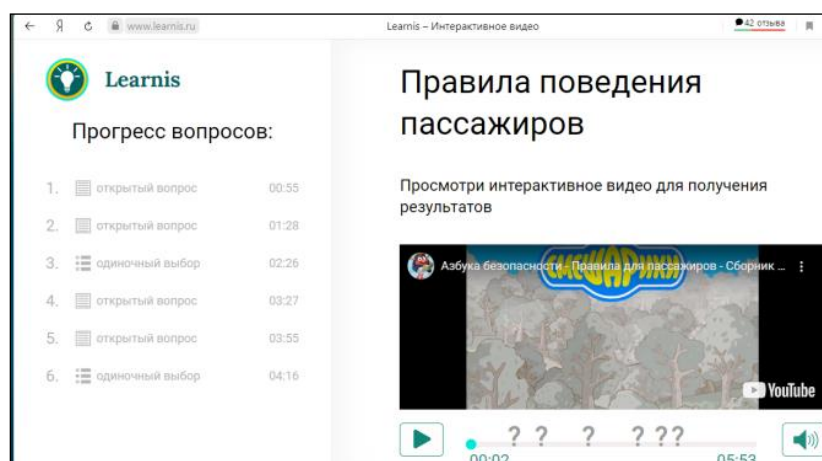 www.learnis.ru
Learnis – Интерактивное видео
42 отзыва
Learnis
Прогресс вопросов:
1. открытый вопрос 00:55
2. открытый вопрос 01:28
3. одиночный выбор 02:26
4. открытый вопрос 03:27
5. открытый вопрос 03:55
6. одиночный выбор 04:16
Правила поведения
пассажиров
Просмотри интерактивное видео для получения
результатов
Азбука безопасности - Правила для пассажиров - Сборник ...
СМЕШАРИКИ
YouTube
? ? ? ? ? ?
00:02 05:53